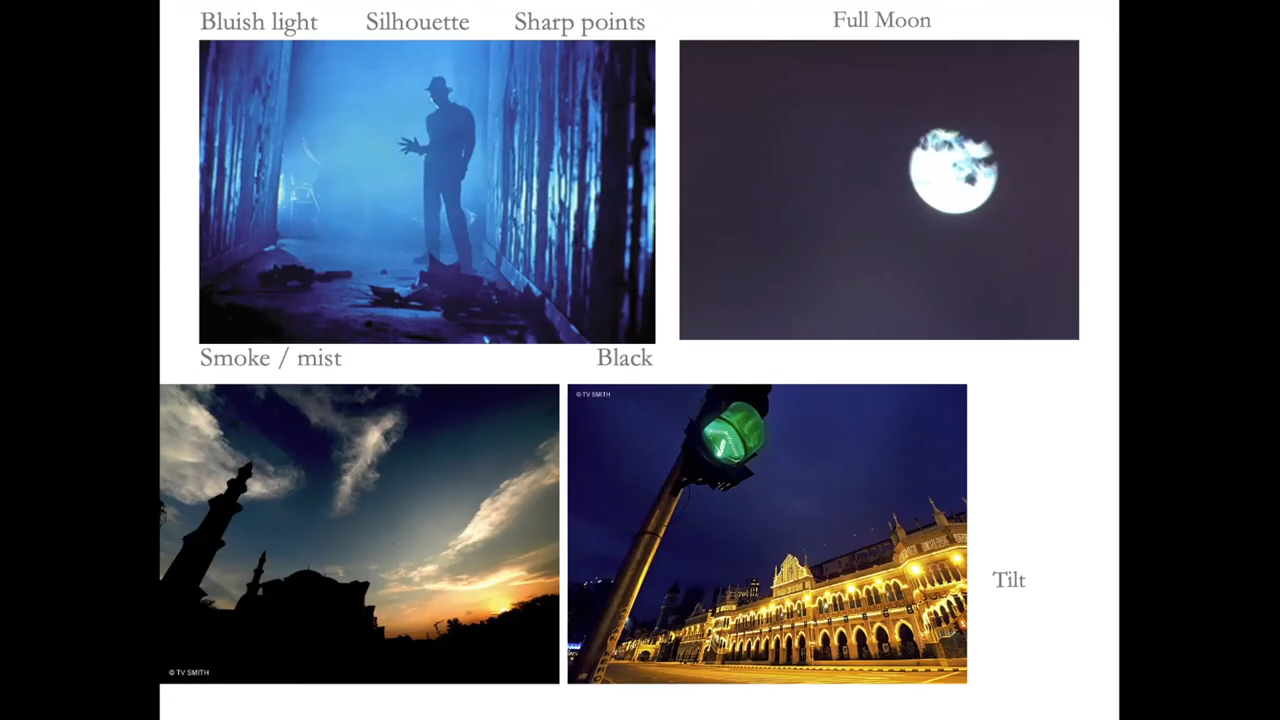 Bluish light
Silhouette
Sharp points
Full Moon
Smoke / mist
Black
© TV SMITH
Tilt
© TV SMITH